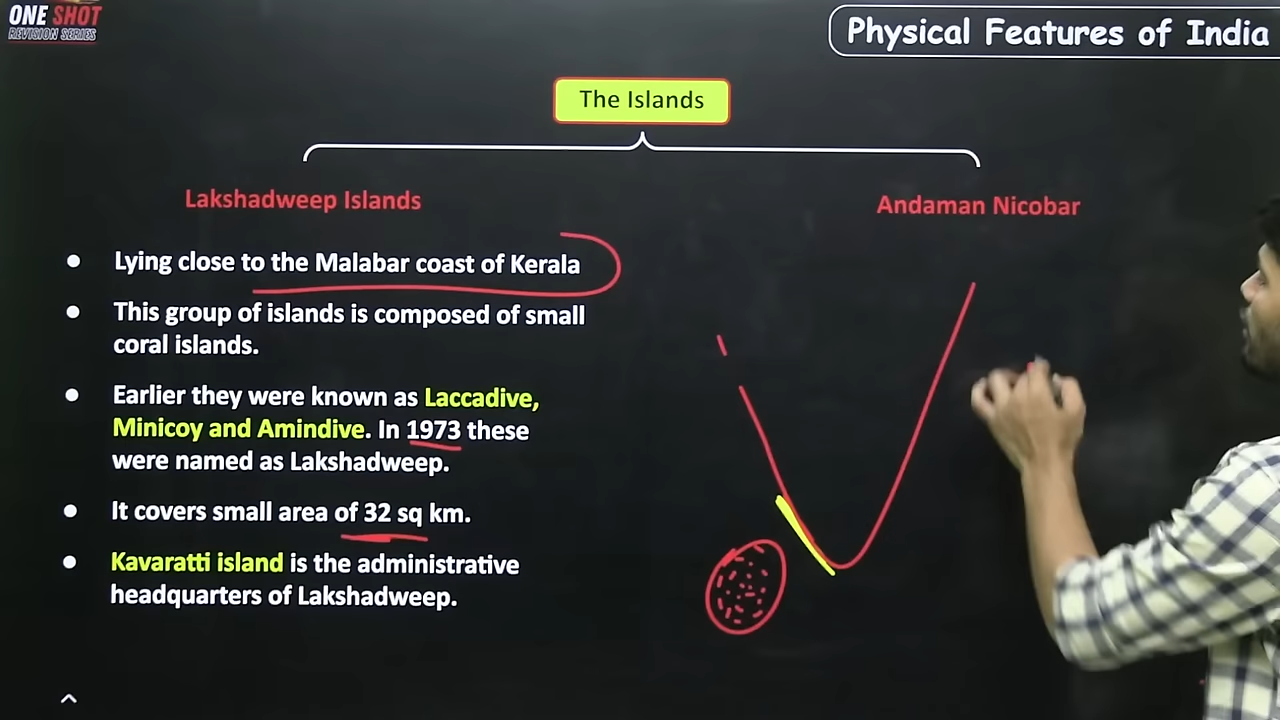 ONE SHOT
REVISION SERIES
Physical Features of India
The Islands
Lakshadweep Islands
Andaman Nicobar
● Lying close to the Malabar coast of Kerala
● This group of islands is composed of small
coral islands.
● Earlier they were known as Laccadive,
Minicoy and Amindive. In 1973 these
were named as Lakshadweep.
● It covers small area of 32 sq km.
● Kavaratti island is the administrative
headquarters of Lakshadweep.